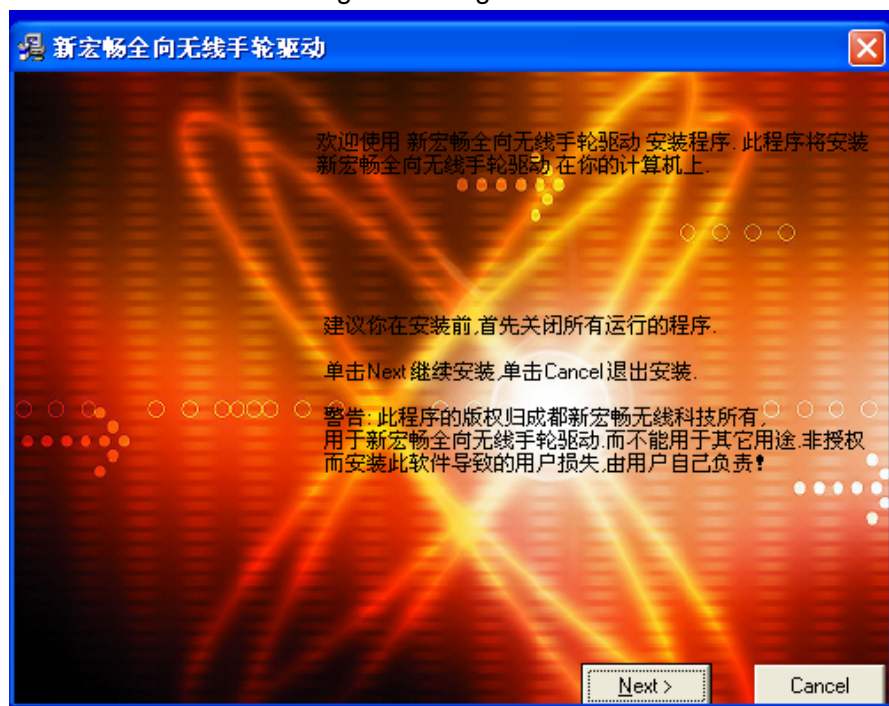 新宏畅全向无线手轮驱动
欢迎使用 新宏畅全向无线手轮驱动 安装程序. 此程序将安装
新宏畅全向无线手轮驱动 在你的计算机上.
建议你在安装前,首先关闭所有运行的程序.
单击Next 继续安装,单击Cancel 退出安装.
警告: 此程序的版权归成都新宏畅无线科技所有,
用于新宏畅全向无线手轮驱动.而不能用于其它用途.非授权
而安装此软件导致的用户损失,由用户自己负责!
Next >
Cancel